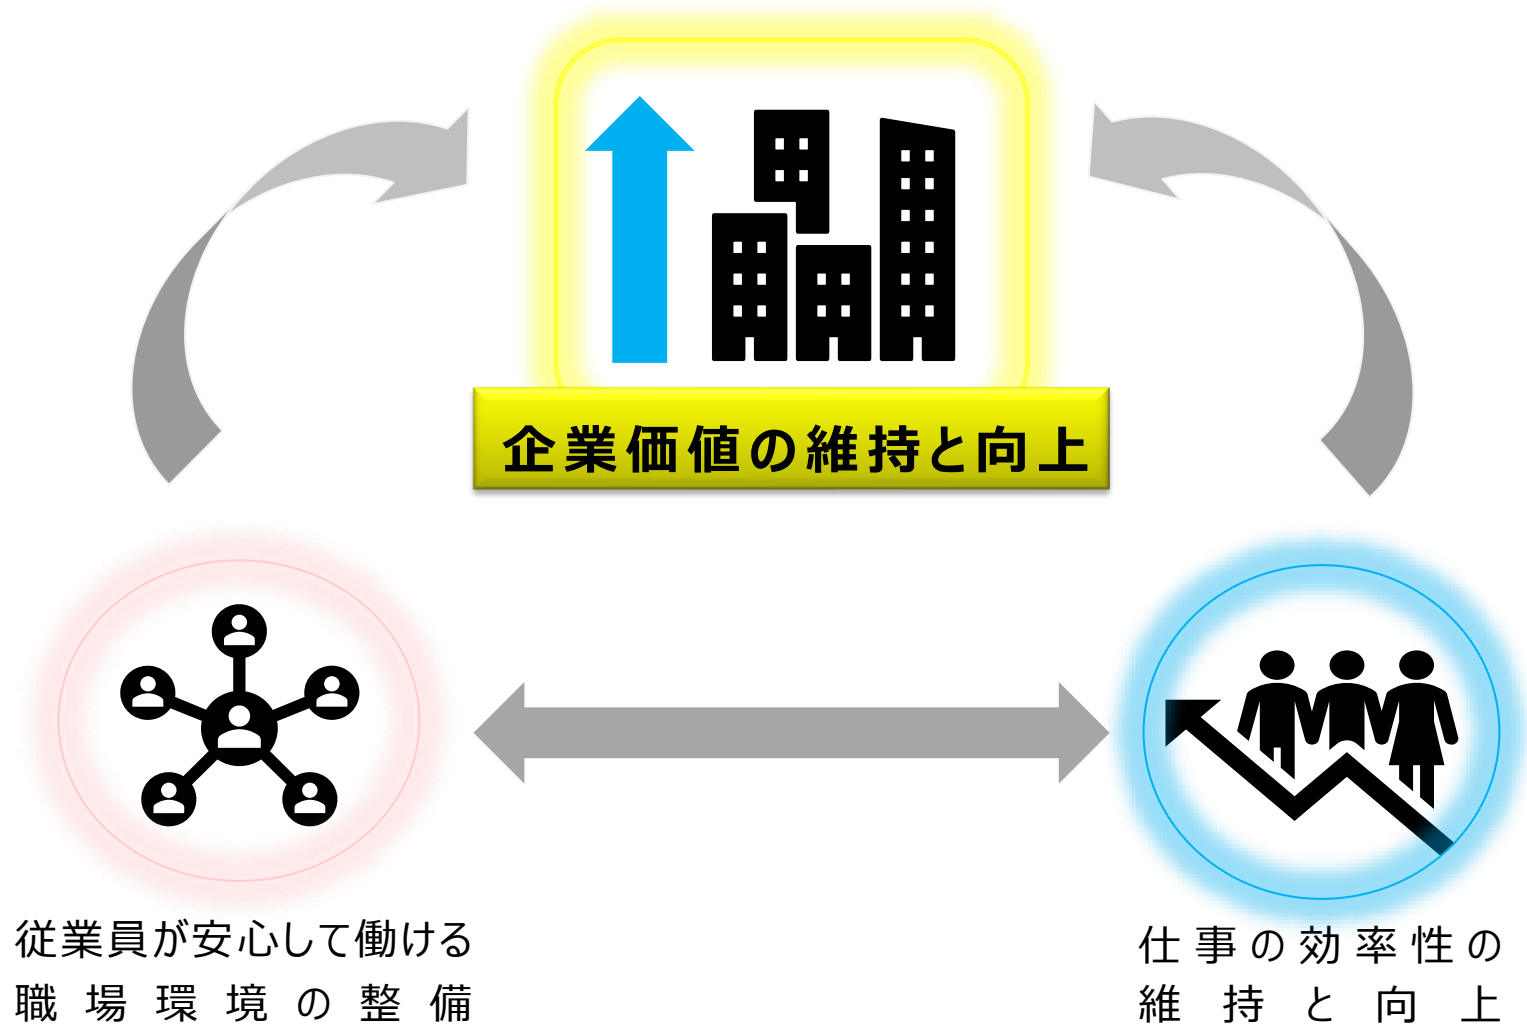 企業価値の維持と向上
従業員が安心して働ける
職場環境の整備
仕事の効率性の
維持と向上